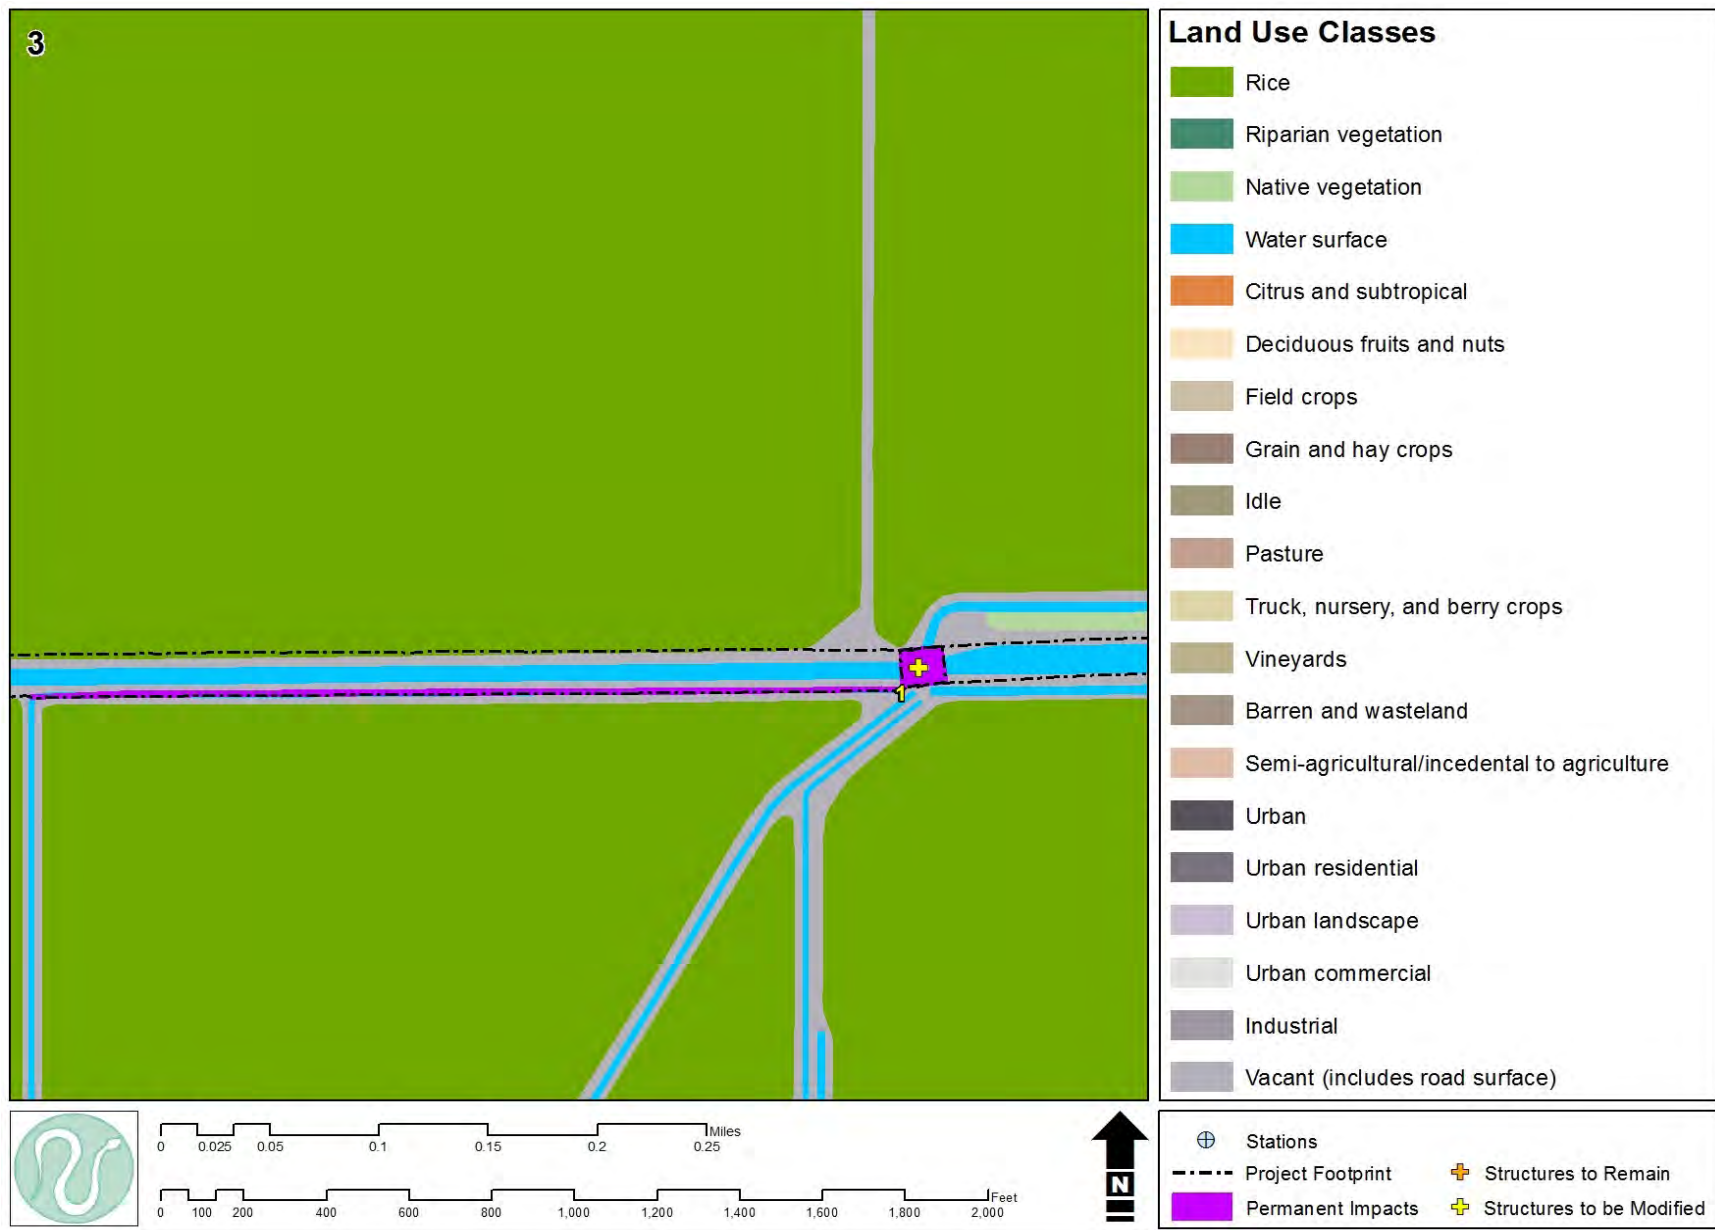 3
1
Land Use Classes
Rice
Riparian vegetation
Native vegetation
Water surface
Citrus and subtropical
Deciduous fruits and nuts
Field crops
Grain and hay crops
Idle
Pasture
Truck, nursery, and berry crops
Vineyards
Barren and wasteland
Semi-agricultural/incedental to agriculture
Urban
Urban residential
Urban landscape
Urban commercial
Industrial
Vacant (includes road surface)
Miles
0 0.025 0.05 0.1 0.15 0.2 0.25
Feet
0 100 200 400 600 800 1,000 1,200 1,400 1,600 1,800 2,000
N
Stations
Project Footprint Structures to Remain
Permanent Impacts Structures to be Modified